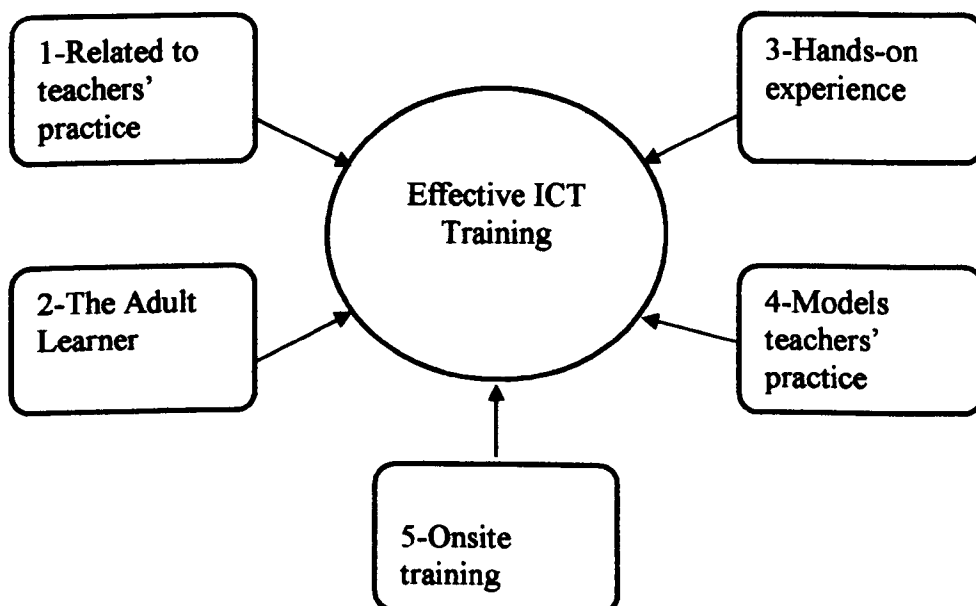 1-Related to
teachers'
practice
2-The Adult
Learner
Effective ICT
Training
3-Hands-on
experience
4-Models
teachers'
practice
5-Onsite
training